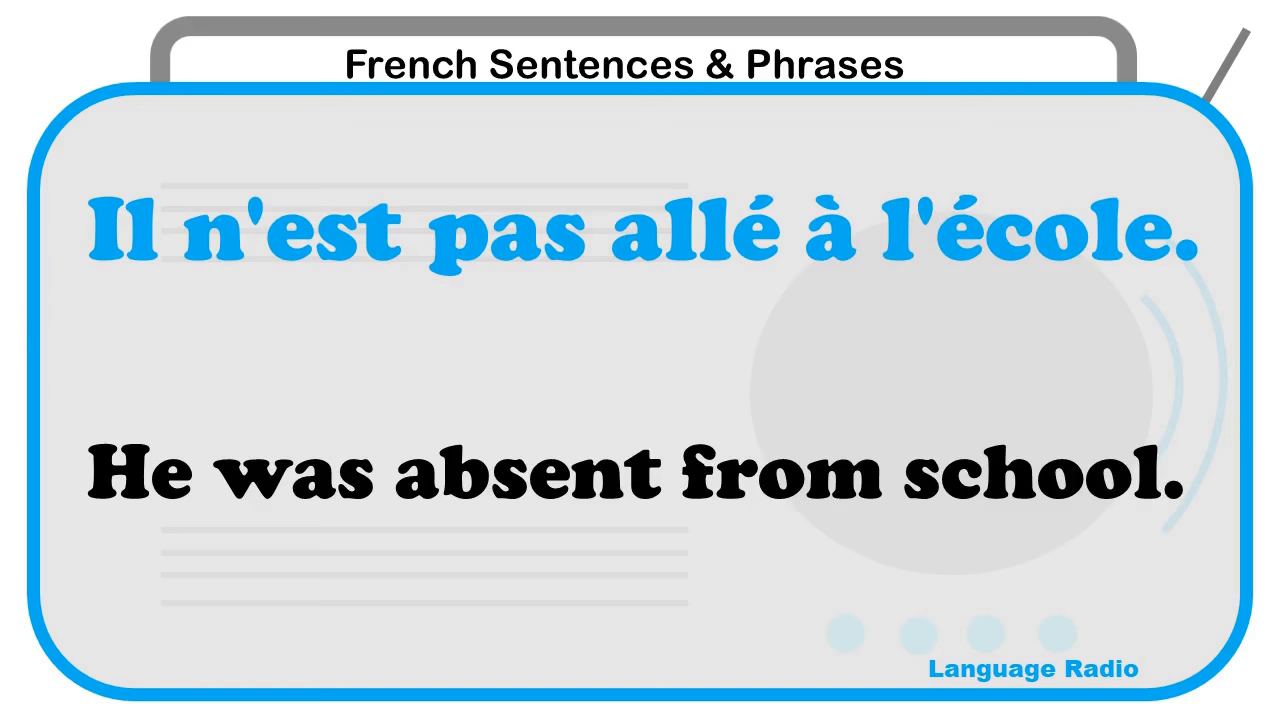 French Sentences & Phrases
Il n'est pas allé à l'école.
He was absent from school.
Language Radio